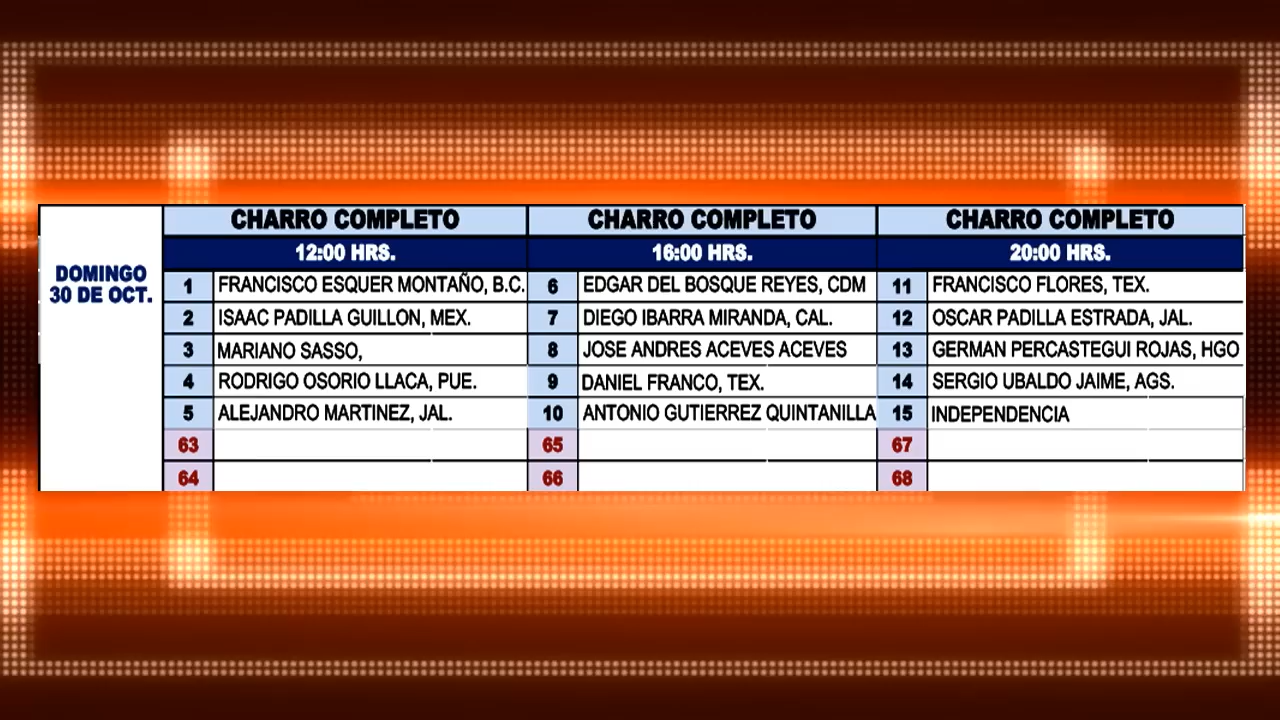 DOMINGO
30 DE OCT.
CHARRO COMPLETO
12:00 HRS.
1 FRANCISCO ESQUER MONTAÑO, B.C.
2 ISAAC PADILLA GUILLON, MEX.
3 MARIANO SASSO,
4 RODRIGO OSORIO LLACA, PUE.
5 ALEJANDRO MARTINEZ, JAL.
63
64
CHARRO COMPLETO
16:00 HRS.
6 EDGAR DEL BOSQUE REYES, CDM
7 DIEGO IBARRA MIRANDA, CAL.
8 JOSE ANDRES ACEVES ACEVES
9 DANIEL FRANCO, TEX.
10 ANTONIO GUTIERREZ QUINTANILLA
65
66
CHARRO COMPLETO
20:00 HRS.
11 FRANCISCO FLORES, TEX.
12 OSCAR PADILLA ESTRADA, JAL.
13 GERMAN PERCASTEGUI ROJAS, HGO
14 SERGIO UBALDO JAIME, AGS.
15 INDEPENDENCIA
67
68